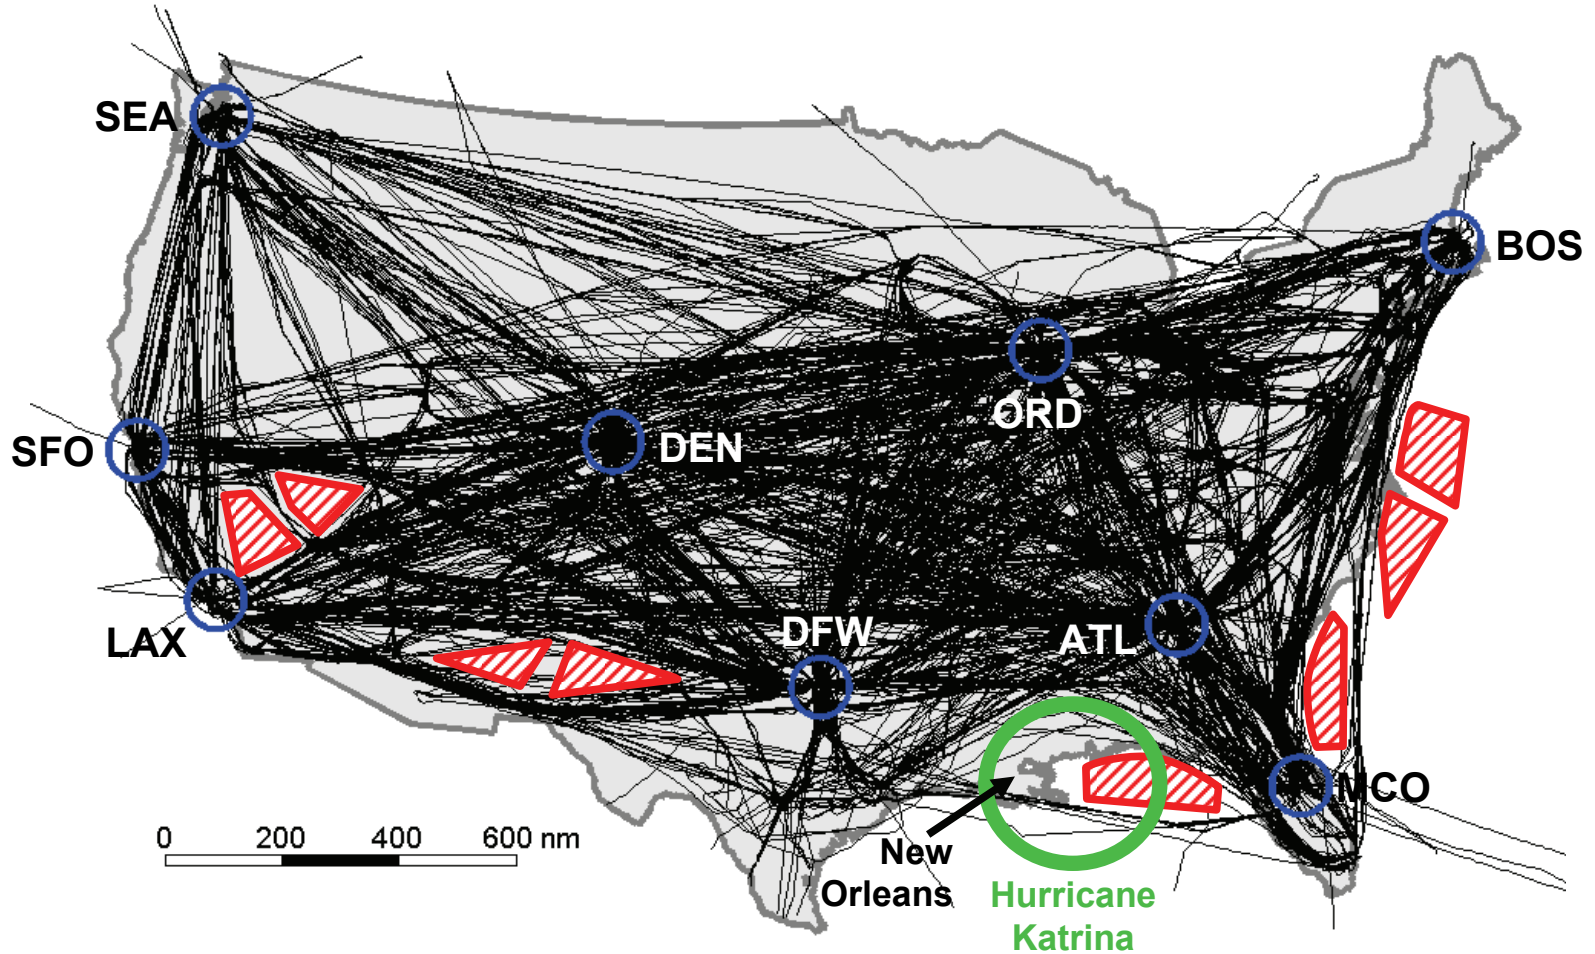 SEA
BOS
ORD
SFO
DEN
LAX
DFW
ATL
MCO
0 200 400 600 nm
New
Orleans
Hurricane
Katrina